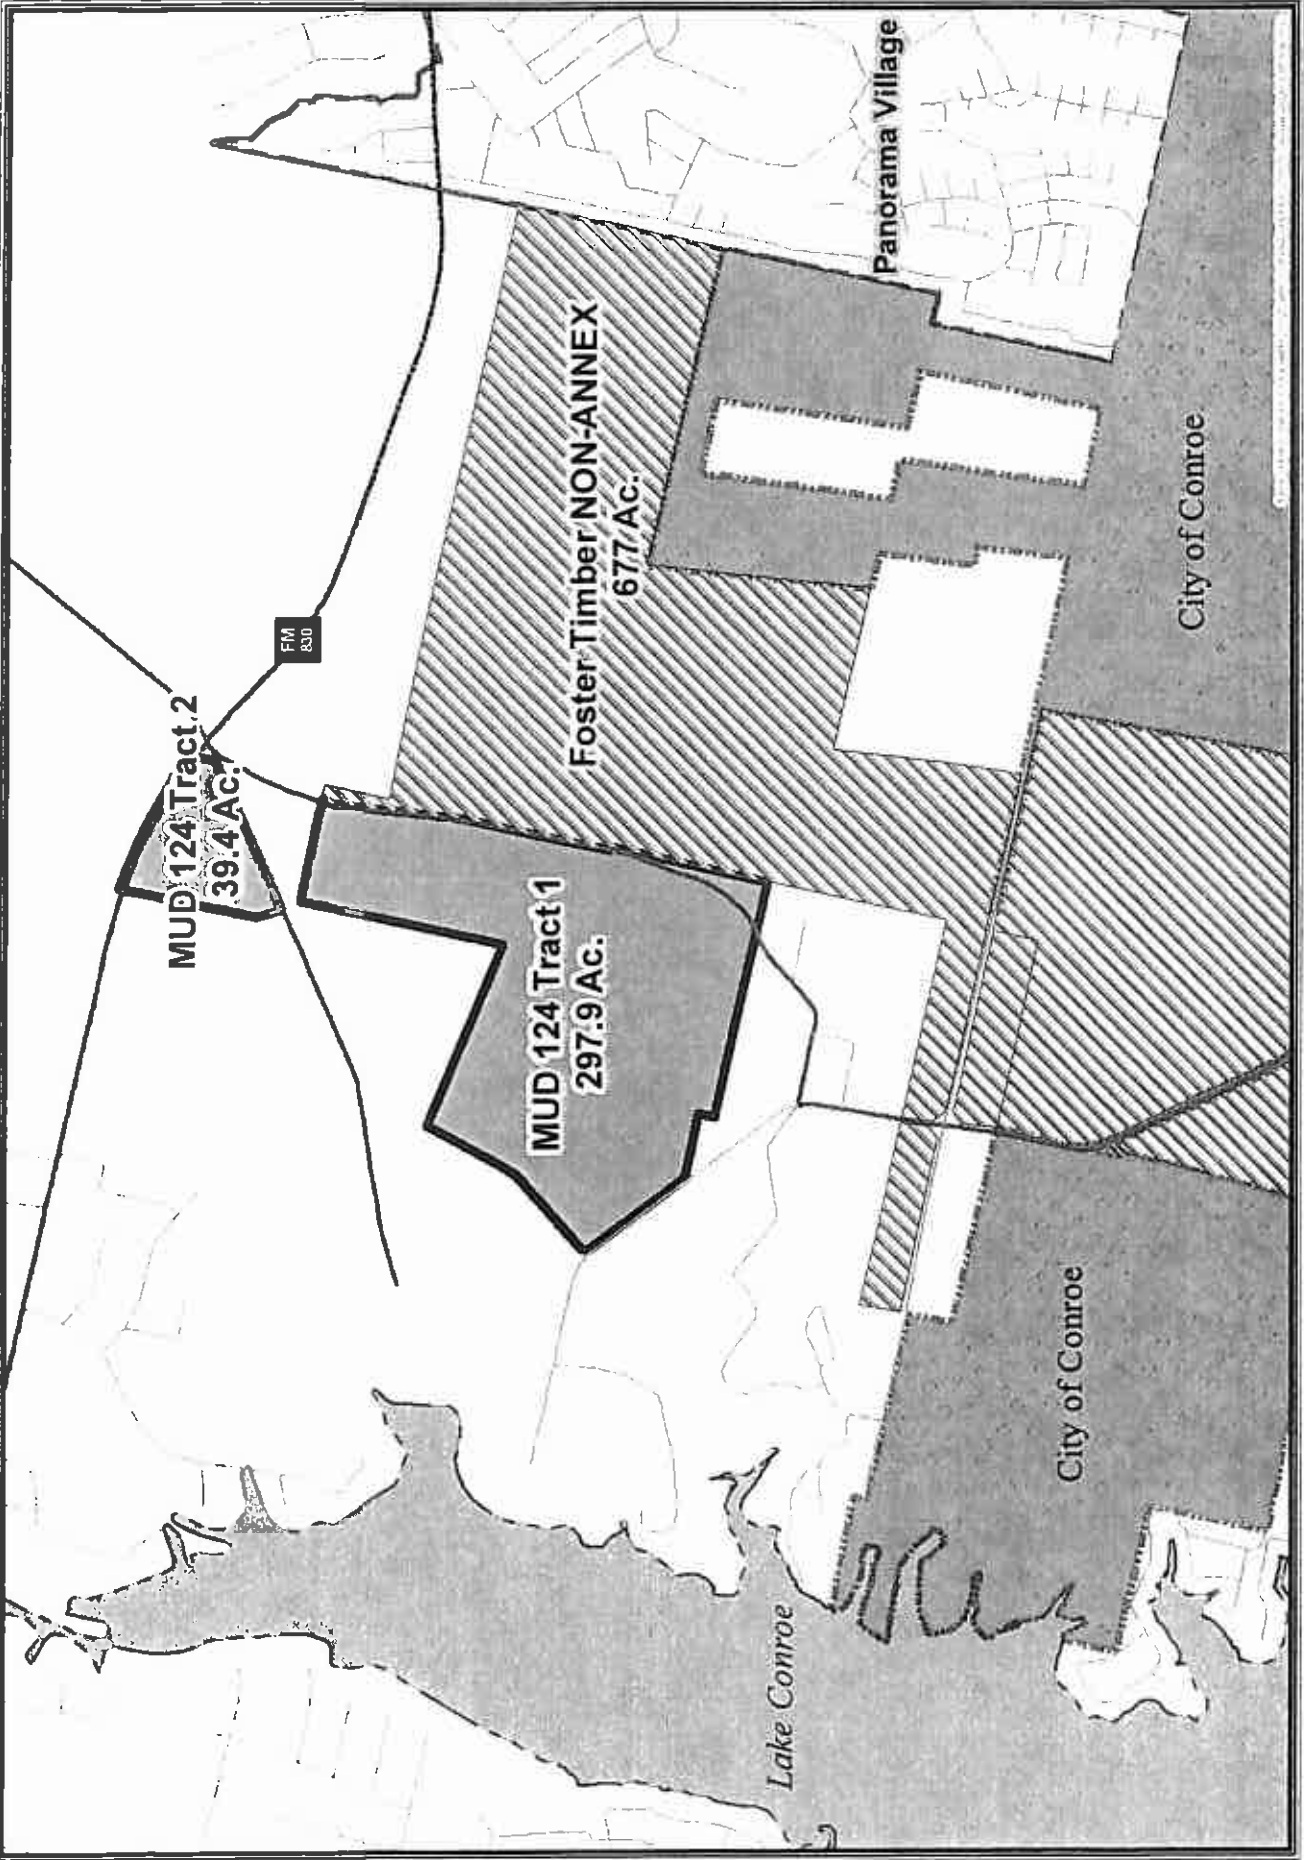 MUD 124 Tract 2
39.4 Ac.
FM
830
Foster Timber NON-ANNEX
677 Ac.
Panorama Village
MUD 124 Tract 1
297.9 Ac.
City of Conroe
City of Conroe
Lake Conroe